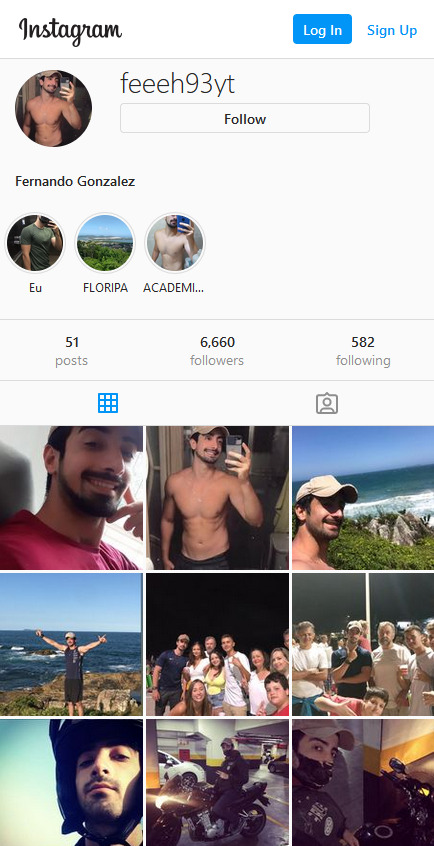 Instagram
Log In
Sign Up
feeeh93yt
Follow
Fernando Gonzalez
Eu
FLORIPA
ACADEMI...
51
posts
6,660
followers
582
following